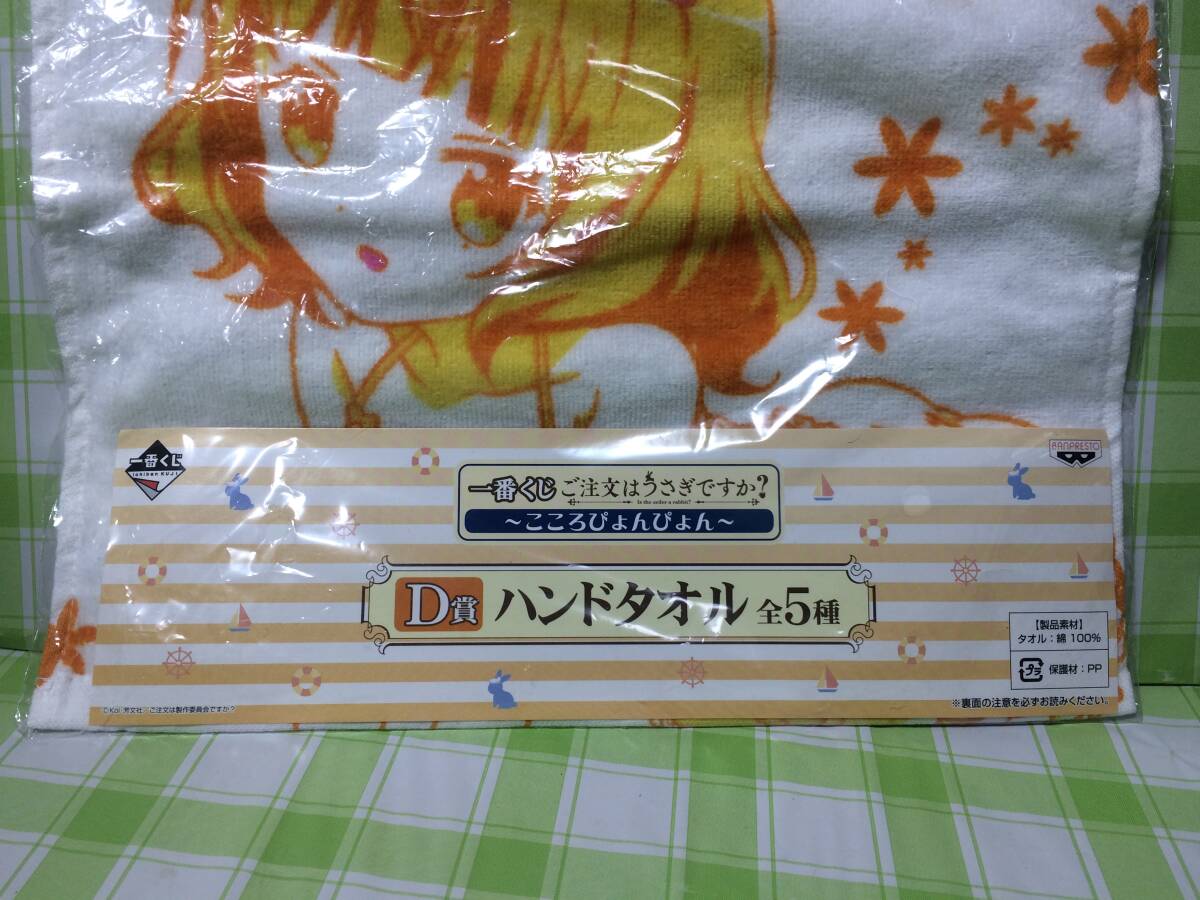 一番くじ
ichiban KUJI
BANPRESTO
一番くじ ご注文はうさぎですか?
Is the order a rabbit?
~こころぴょんぴょん~
D賞 ハンドタオル 全5種
【製品素材】
タオル:綿 100%
プラ 保護材:PP
©Koi・芳文社/ご注文は製作委員会ですか?
※裏面の注意を必ずお読みください。